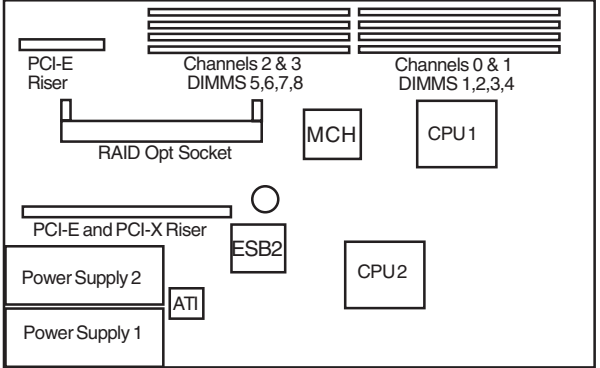 PCI-E
Riser
Channels 2 & 3
DIMMS 5,6,7,8
Channels 0 & 1
DIMMS 1,2,3,4
MCH
CPU1
RAID Opt Socket
PCI-E and PCI-X Riser
ESB2
CPU2
Power Supply 2
ATI
Power Supply 1